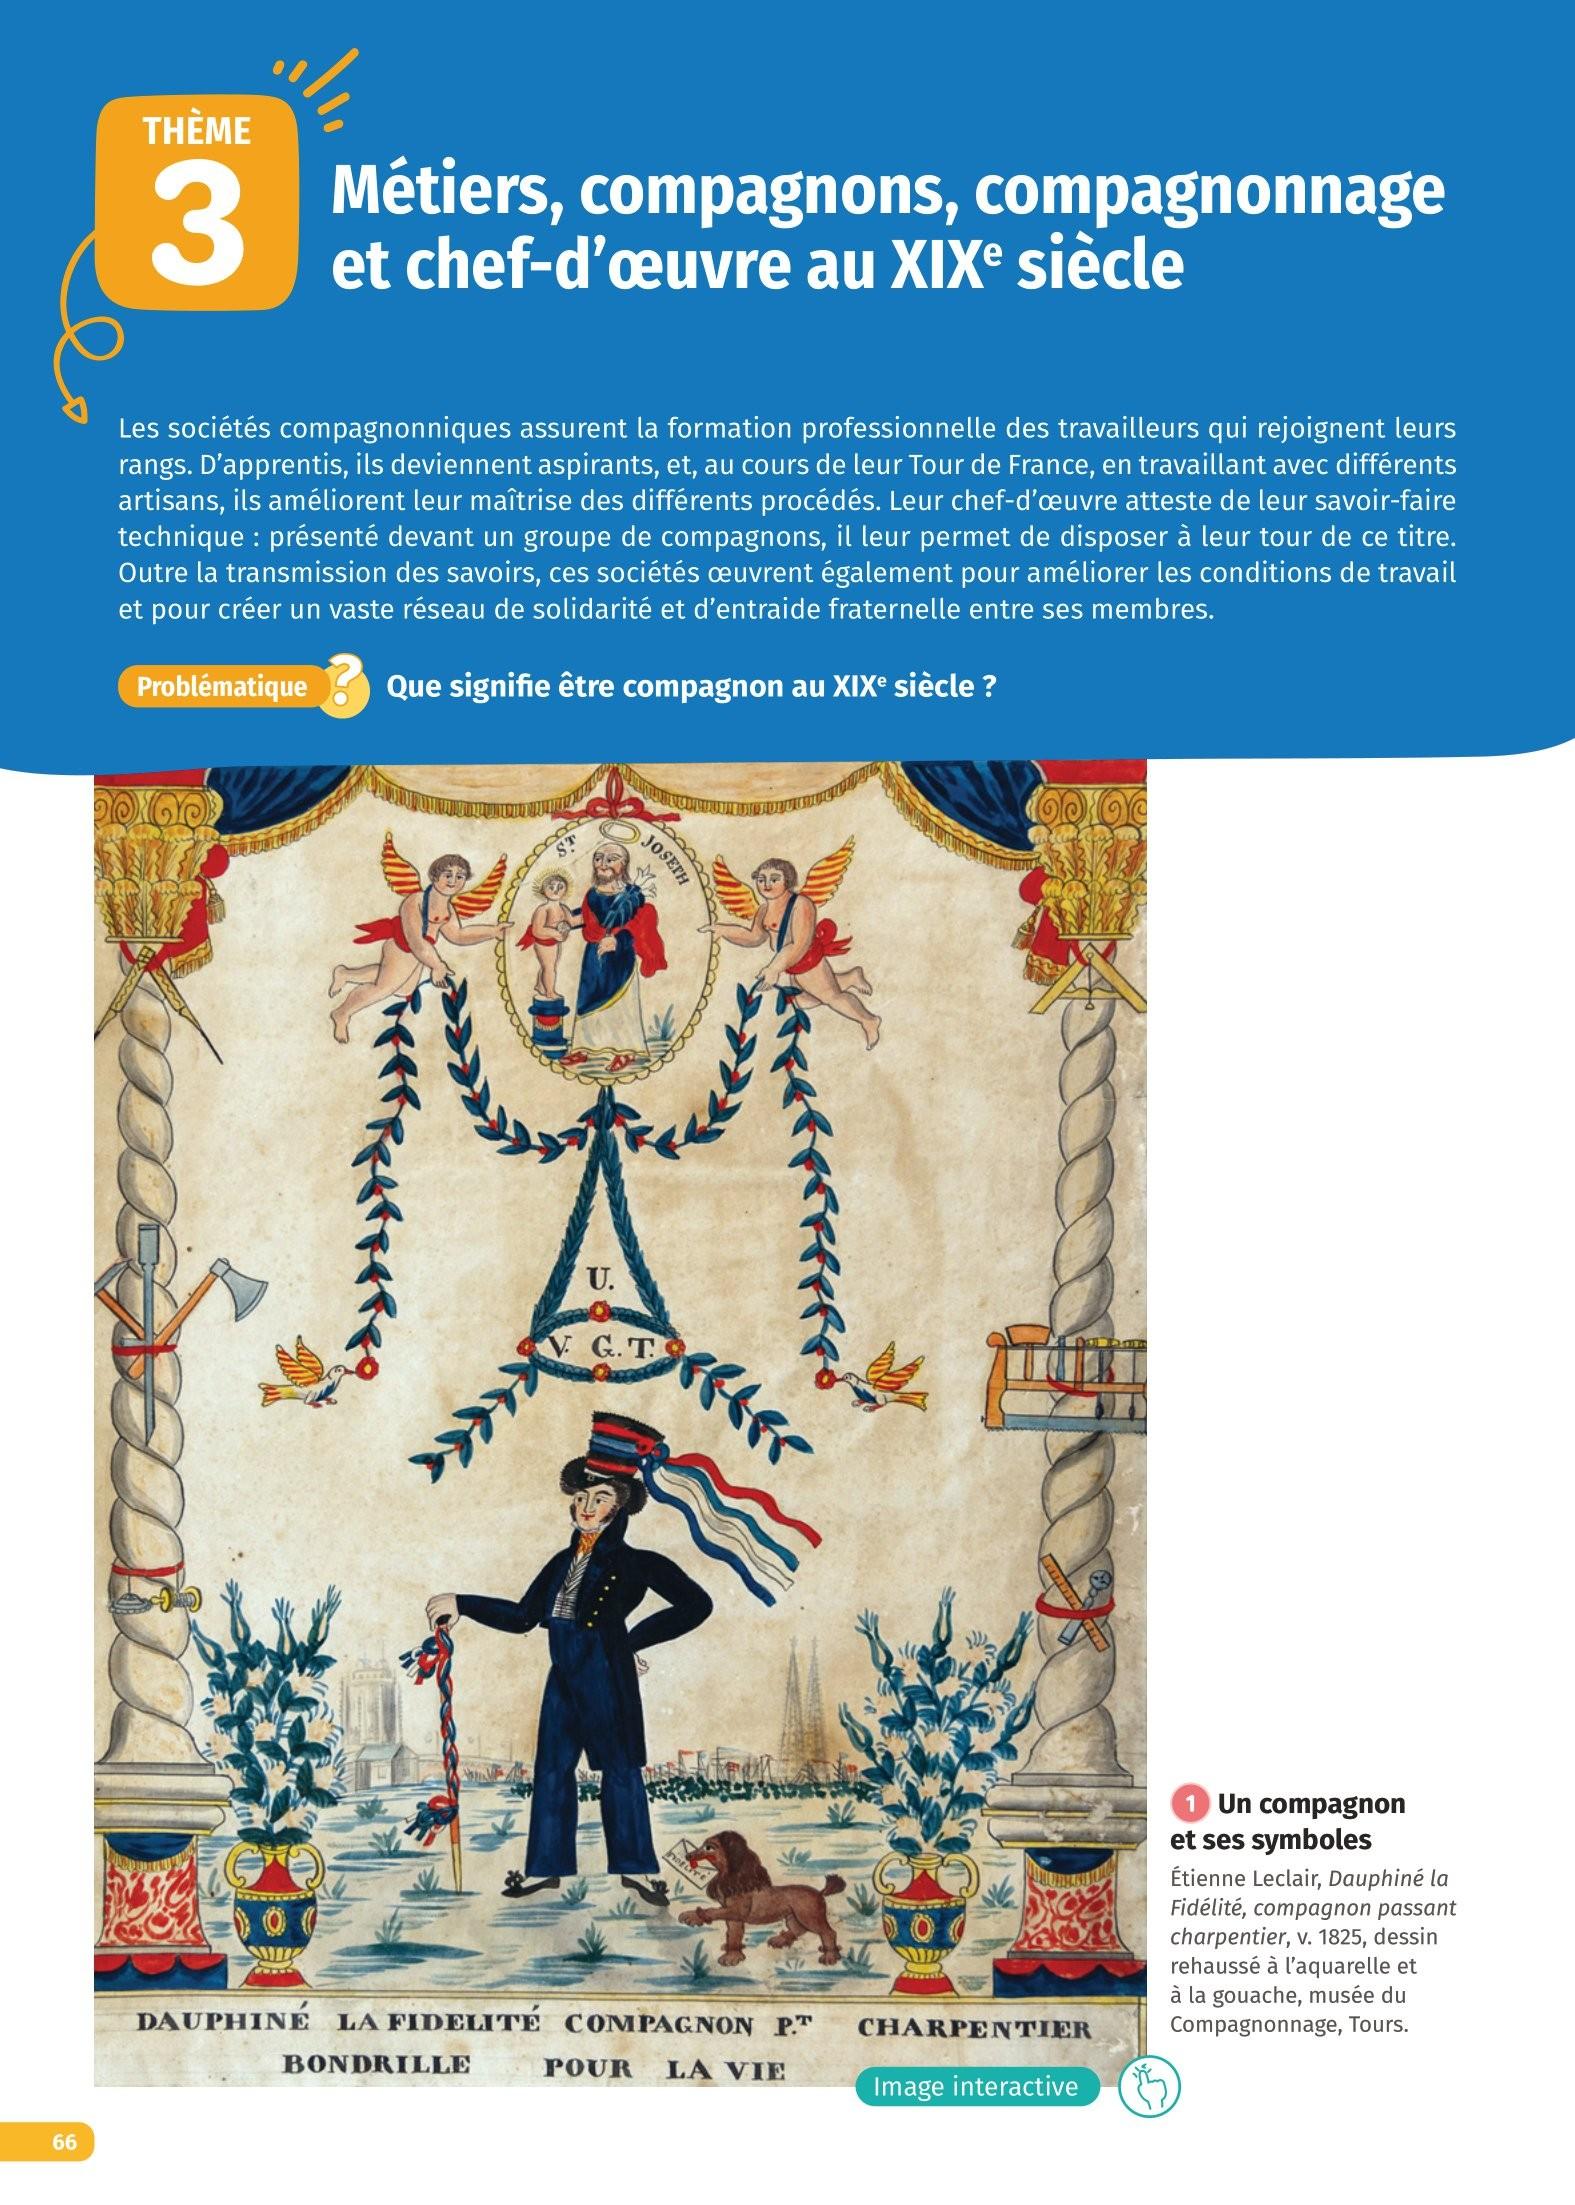 THÈME
3
Métiers, compagnons, compagnonnage
et chef-d’œuvre au XIXe siècle
Les sociétés compagnonniques assurent la formation professionnelle des travailleurs qui rejoignent leurs
rangs. D’apprentis, ils deviennent aspirants, et, au cours de leur Tour de France, en travaillant avec différents
artisans, ils améliorent leur maîtrise des différents procédés. Leur chef-d’œuvre atteste de leur savoir-faire
technique : présenté devant un groupe de compagnons, il leur permet de disposer à leur tour de ce titre.
Outre la transmission des savoirs, ces sociétés œuvrent également pour améliorer les conditions de travail
et pour créer un vaste réseau de solidarité et d’entraide fraternelle entre ses membres.
Problématique ? Que signifie être compagnon au XIXe siècle ?
ST JOSEPH
U.
V. G. T.
DAUPHINÉ LA FIDELITÉ COMPAGNON P.T CHARPENTIER
BONDRILLE POUR LA VIE
1 Un compagnon
et ses symboles
Étienne Leclair, Dauphiné la
Fidélité, compagnon passant
charpentier, v. 1825, dessin
rehaussé à l’aquarelle et
à la gouache, musée du
Compagnonnage, Tours.
Image interactive
66